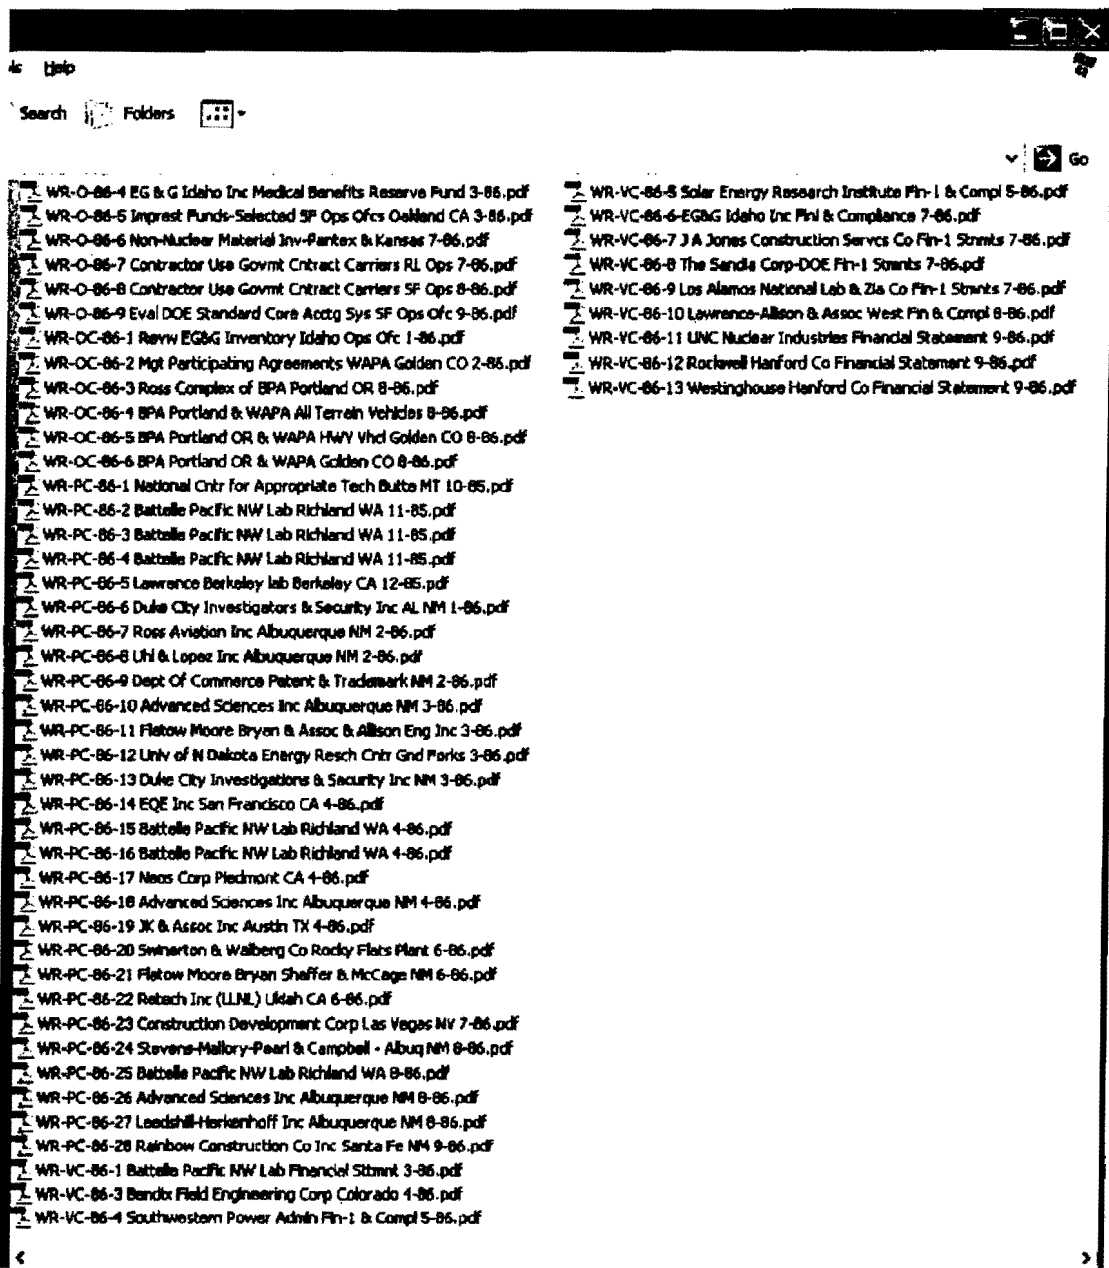 Help
Search Folders
Go
WR-O-86-4 EG & G Idaho Inc Medical Benefits Reserve Fund 3-86.pdf
WR-O-86-5 Imprest Funds-Selected SF Ops Ofcs Oakland CA 3-86.pdf
WR-O-86-6 Non-Nuclear Material Inv-Pantex & Kansas 7-86.pdf
WR-O-86-7 Contractor Use Govmt Cntract Carriers RL Ops 7-86.pdf
WR-O-86-8 Contractor Use Govmt Cntract Carriers SF Ops 8-86.pdf
WR-O-86-9 Eval DOE Standard Core Acctg Sys SF Ops Ofc 9-86.pdf
WR-OC-86-1 Revw EG&G Inventory Idaho Ops Ofc 1-86.pdf
WR-OC-86-2 Mgt Participating Agreements WAPA Golden CO 2-86.pdf
WR-OC-86-3 Ross Complex of BPA Portland OR 8-86.pdf
WR-OC-86-4 BPA Portland & WAPA All Terrain Vehicles 8-86.pdf
WR-OC-86-5 BPA Portland OR & WAPA HWY Vhcl Golden CO 8-86.pdf
WR-OC-86-6 BPA Portland OR & WAPA Golden CO 8-86.pdf
WR-PC-86-1 National Cntr for Appropriate Tech Butte MT 10-85.pdf
WR-PC-86-2 Battelle Pacific NW Lab Richland WA 11-85.pdf
WR-PC-86-3 Battelle Pacific NW Lab Richland WA 11-85.pdf
WR-PC-86-4 Battelle Pacific NW Lab Richland WA 11-85.pdf
WR-PC-86-5 Lawrence Berkeley lab Berkeley CA 12-85.pdf
WR-PC-86-6 Duke City Investigators & Security Inc AL NM 1-86.pdf
WR-PC-86-7 Ross Aviation Inc Albuquerque NM 2-86.pdf
WR-PC-86-8 Uhl & Lopez Inc Albuquerque NM 2-86.pdf
WR-PC-86-9 Dept Of Commerce Patent & Trademark NM 2-86.pdf
WR-PC-86-10 Advanced Sciences Inc Albuquerque NM 3-86.pdf
WR-PC-86-11 Flatow Moore Bryan & Assoc & Allison Eng Inc 3-86.pdf
WR-PC-86-12 Univ of N Dakota Energy Resch Cntr Gnd Forks 3-86.pdf
WR-PC-86-13 Duke City Investigations & Security Inc NM 3-86.pdf
WR-PC-86-14 EQE Inc San Francisco CA 4-86.pdf
WR-PC-86-15 Battelle Pacific NW Lab Richland WA 4-86.pdf
WR-PC-86-16 Battelle Pacific NW Lab Richland WA 4-86.pdf
WR-PC-86-17 Neos Corp Piedmont CA 4-86.pdf
WR-PC-86-18 Advanced Sciences Inc Albuquerque NM 4-86.pdf
WR-PC-86-19 JK & Assoc Inc Austin TX 4-86.pdf
WR-PC-86-20 Swinerton & Walberg Co Rocky Flats Plant 6-86.pdf
WR-PC-86-21 Flatow Moore Bryan Shaffer & McCage NM 6-86.pdf
WR-PC-86-22 Retech Inc (LLNL) Ukiah CA 6-86.pdf
WR-PC-86-23 Construction Development Corp Las Vegas NV 7-86.pdf
WR-PC-86-24 Stevens-Mallory-Pearl & Campbell - Albuq NM 8-86.pdf
WR-PC-86-25 Battelle Pacific NW Lab Richland WA 8-86.pdf
WR-PC-86-26 Advanced Sciences Inc Albuquerque NM 8-86.pdf
WR-PC-86-27 Leedshill-Herkenhoff Inc Albuquerque NM 8-86.pdf
WR-PC-86-28 Rainbow Construction Co Inc Santa Fe NM 9-86.pdf
WR-VC-86-1 Battelle Pacific NW Lab Financial Sttmnt 3-86.pdf
WR-VC-86-3 Bendix Field Engineering Corp Colorado 4-86.pdf
WR-VC-86-4 Southwestern Power Admin Fin-1 & Compl 5-86.pdf
WR-VC-86-5 Solar Energy Research Institute Fin-1 & Compl 5-86.pdf
WR-VC-86-6-EG&G Idaho Inc Finl & Compliance 7-86.pdf
WR-VC-86-7 J A Jones Construction Servcs Co Fin-1 Stmnts 7-86.pdf
WR-VC-86-8 The Sandia Corp-DOE Fin-1 Stmnts 7-86.pdf
WR-VC-86-9 Los Alamos National Lab & Zia Co Fin-1 Stmnts 7-86.pdf
WR-VC-86-10 Lawrence-Allison & Assoc West Fin & Compl 8-86.pdf
WR-VC-86-11 UNC Nuclear Industries Financial Statement 9-86.pdf
WR-VC-86-12 Rockwell Hanford Co Financial Statement 9-86.pdf
WR-VC-86-13 Westinghouse Hanford Co Financial Statement 9-86.pdf